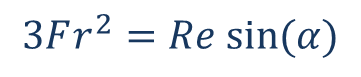 3Fr² = Re sin(α)